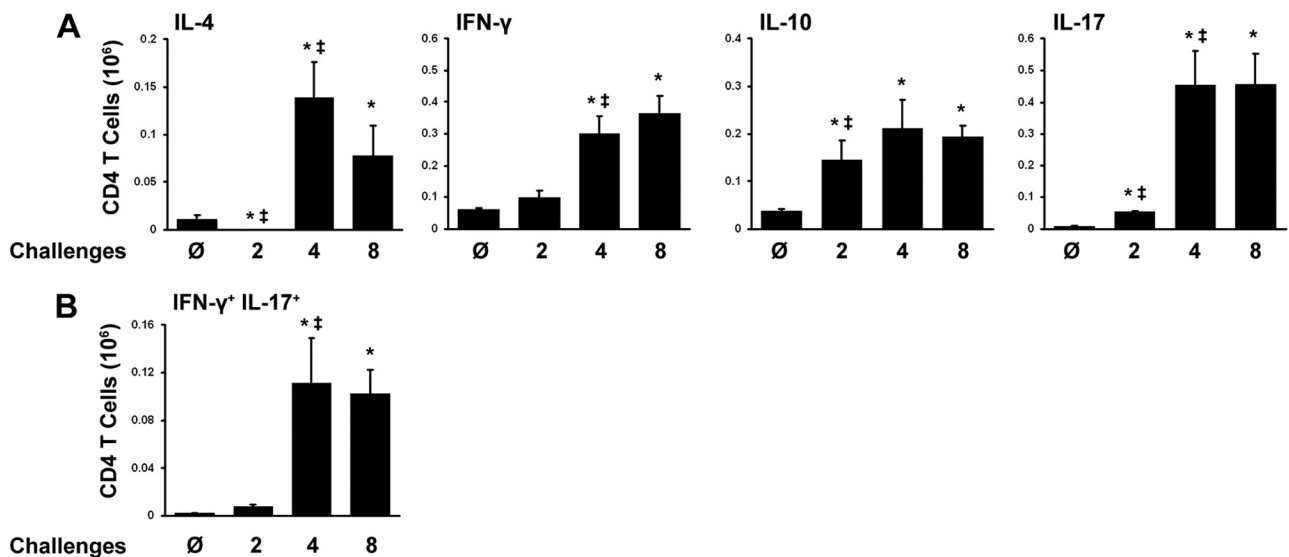 A
IL-4 IFN-γ IL-10 IL-17
CD4 T Cells (10⁶)
0.2 0.15 0.1 0.05 0
* ‡ * ‡ *
0.6 0.5 0.4 0.3 0.2 0.1 0
* ‡ *
0.4 0.3 0.2 0.1 0
* ‡ * *
0.6 0.5 0.4 0.3 0.2 0.1 0
* ‡ * ‡ *
Challenges Ø 2 4 8 Ø 2 4 8 Ø 2 4 8 Ø 2 4 8
B
IFN-γ⁺ IL-17⁺
CD4 T Cells (10⁶)
0.16 0.12 0.08 0.04 0
* ‡ *
Challenges Ø 2 4 8